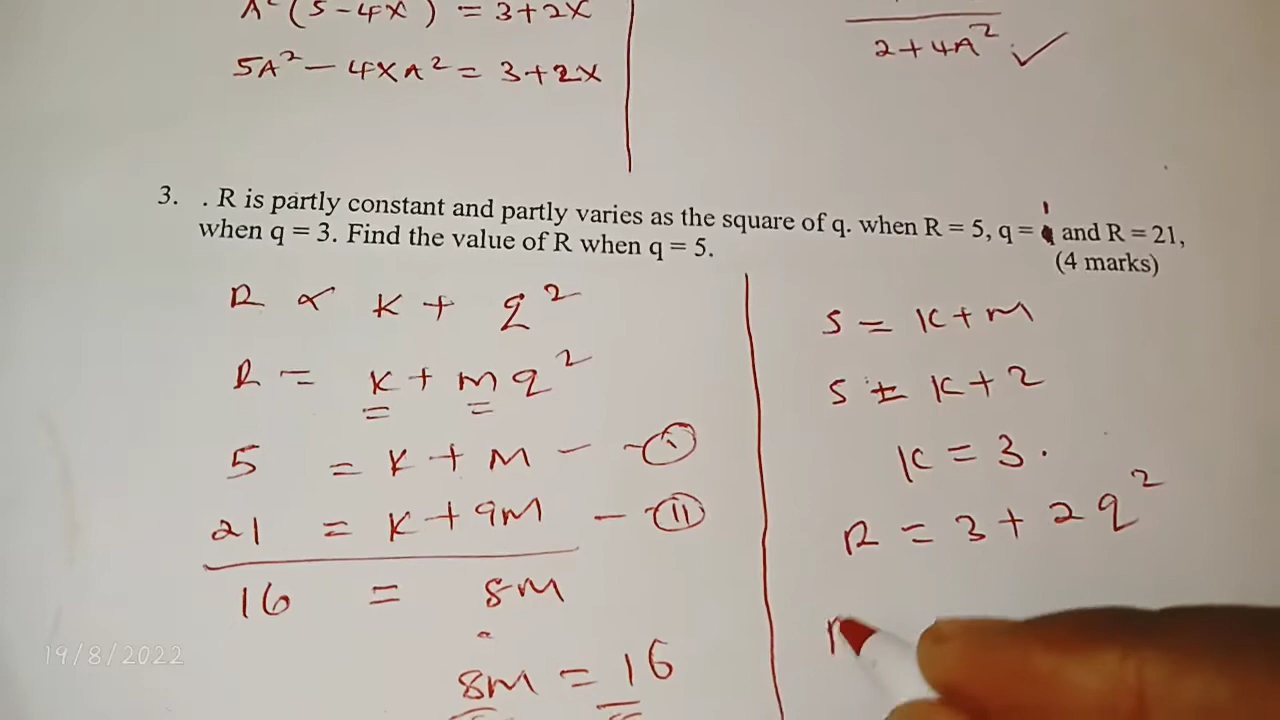 A² (5 - 4x ) = 3 + 2x
5A² - 4xA² = 3 + 2x
2 + 4A² ✓
3. . R is partly constant and partly varies as the square of q. when R = 5, q = 1 and R = 21,
when q = 3. Find the value of R when q = 5.
(4 marks)
R ∝ K + q²
R = K + mq²
5 = K + M - - (i)
21 = K + 9M - (11)
16 = 8M
8M = 16
5 = K + M
5 = K + 2
K = 3.
R = 3 + 2q²
19/8/2022